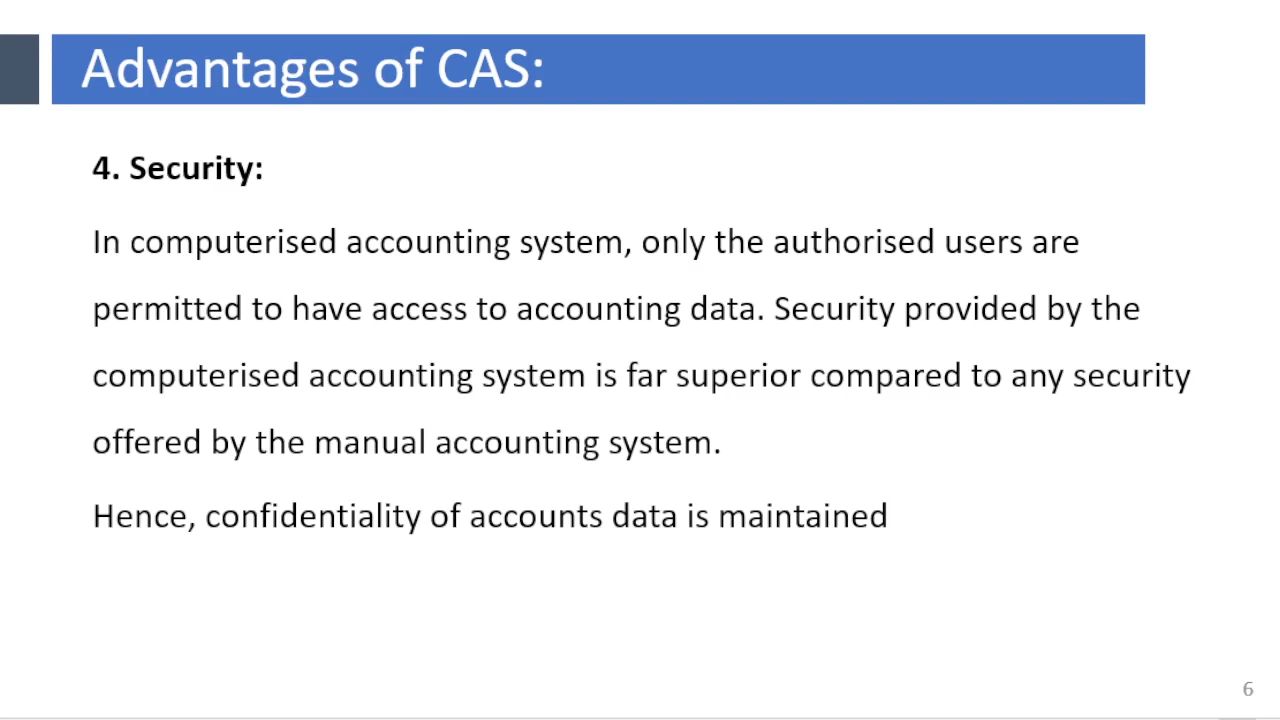 Advantages of CAS:
4. Security:
In computerised accounting system, only the authorised users are
permitted to have access to accounting data. Security provided by the
computerised accounting system is far superior compared to any security
offered by the manual accounting system.
Hence, confidentiality of accounts data is maintained
6